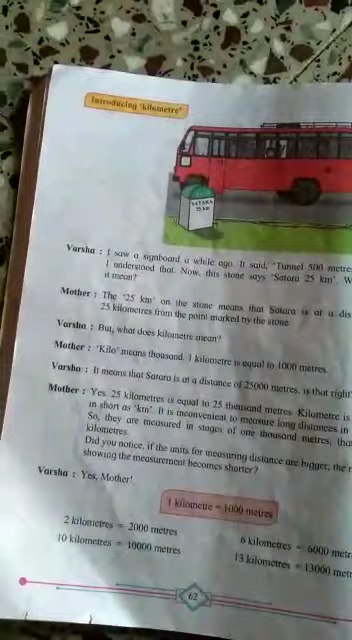 Introducing 'kilometre'
SATARA
25 km
Varsha : I saw a signboard a while ago. It said, 'Tunnel 500 metre
I understood that. Now, this stone says 'Satara 25 km'. W
it mean?
Mother : The '25 km' on the stone means that Satara is at a dis
25 kilometres from the point marked by the stone.
Varsha : But, what does kilometre mean?
Mother : 'Kilo' means thousand. 1 kilometre is equal to 1000 metres.
Varsha : It means that Satara is at a distance of 25000 metres, is that right
Mother : Yes. 25 kilometres is equal to 25 thousand metres. Kilometre is
in short as 'km'. It is inconvenient to measure long distances in
So, they are measured in stages of one thousand metres, tha
kilometres.
Did you notice, if the units for measuring distance are bigger, the
showing the measurement becomes shorter?
Varsha : Yes, Mother!
1 kilometre = 1000 metres
2 kilometres = 2000 metres
6 kilometres = 6000 metr
10 kilometres = 10000 metres
13 kilometres = 13000 met
62